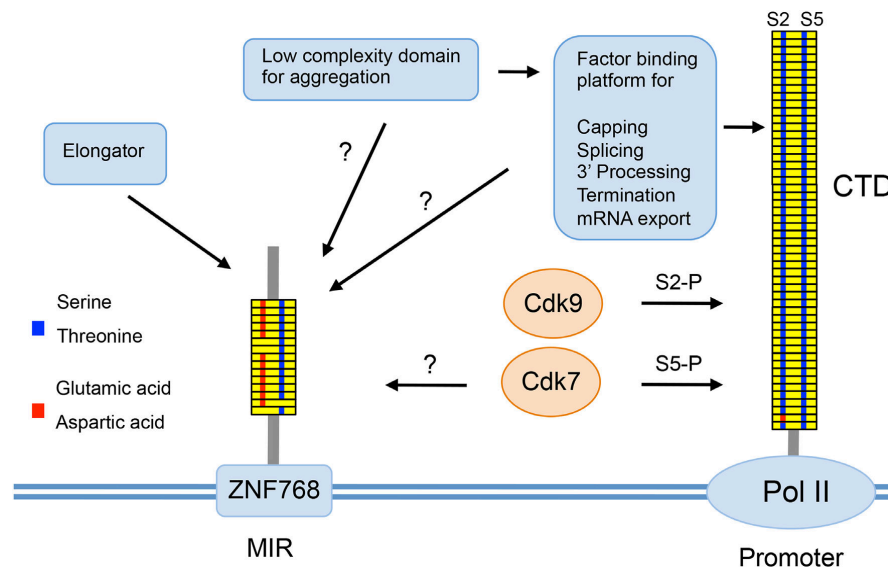 S2 S5
Low complexity domain
for aggregation
Factor binding
platform for
Capping
Splicing
3' Processing
Termination
mRNA export
Elongator
?
?
CTD
Serine
Threonine
Glutamic acid
Aspartic acid
Cdk9
S2-P
?
Cdk7
S5-P
ZNF768
MIR
Pol II
Promoter